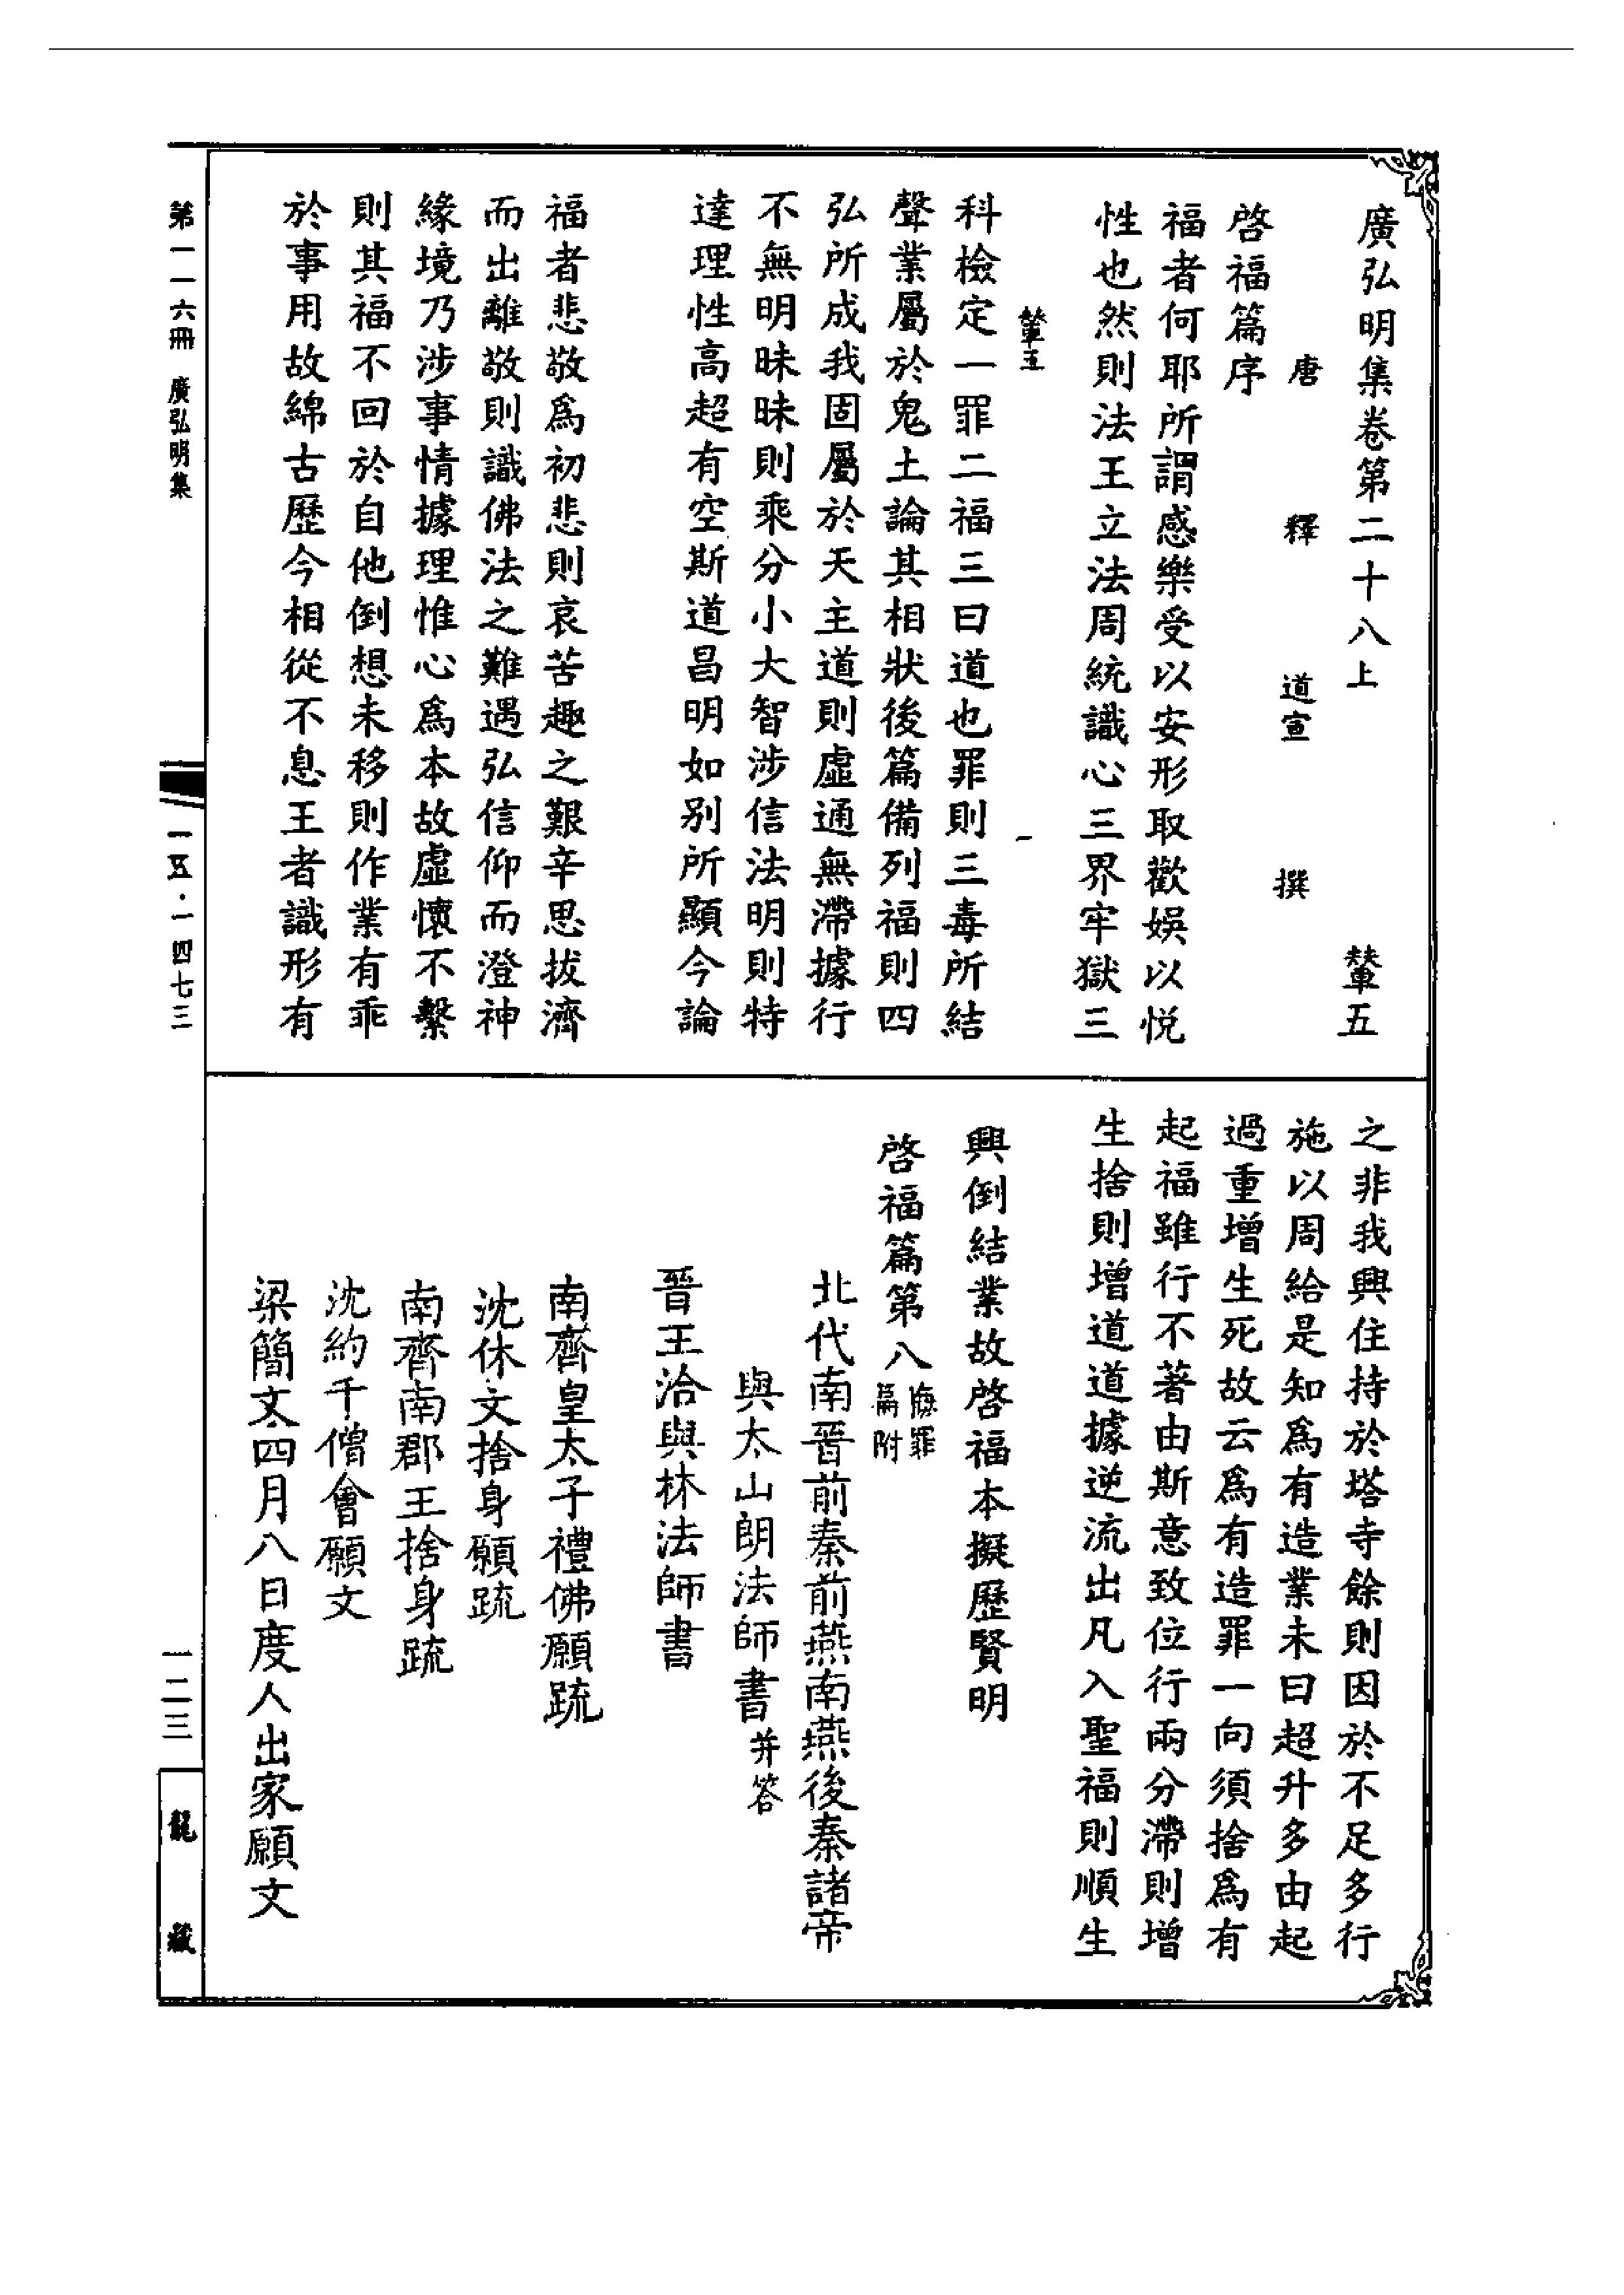 廣弘明集卷第二十八上　輦五
唐　釋　道宣　撰
啓福篇序
福者何耶所謂感樂受以安形取歡娛以悅
性也然則法王立法周統識心三界牢獄三
輦五　一
科檢定一罪二福三曰道也罪則三毒所結
聲業屬於鬼土論其相狀後篇備列福則四
弘所成我固屬於天主道則虛通無滯據行
不無明昧昧則乘分小大智涉信法明則特
達理性高超有空斯道昌明如別所顯今論
福者悲敬爲初悲則哀苦趣之艱辛思拔濟
而出離敬則識佛法之難遇弘信仰而澄神
緣境乃涉事情據理惟心爲本故虛懷不繫
則其福不回於自他倒想未移則作業有乖
於事用故綿古歷今相從不息王者識形有
之非我興住持於塔寺餘則因於不足多行
施以周給是知爲有造業未曰超升多由起
過重增生死故云爲有造罪一向須捨爲有
起福雖行不著由斯意致位行兩分滯則增
生捨則增道道據逆流出凡入聖福則順生
興倒結業故啓福本擬歷賢明
啓福篇第八悔罪篇附
北代南晉前秦前燕南燕後秦諸帝
與太山朗法師書并答
晉王洽與林法師書
南齊皇太子禮佛願疏
沈休文捨身願疏
南齊南郡王捨身疏
沈約千僧會願文
梁簡文四月八日度人出家願文
第一一六冊　廣弘明集
一五·一四七三
一二三
龍藏